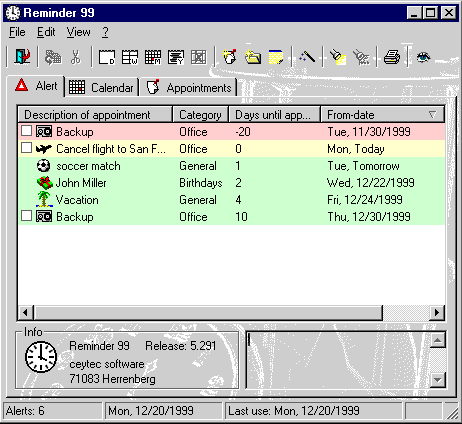 Reminder 99
File Edit View ?
Alert Calendar Appointments
Description of appointment Category Days until app... From-date
Backup Office -20 Tue, 11/30/1999
Cancel flight to San F... Office 0 Mon, Today
soccer match General 1 Tue, Tomorrow
John Miller Birthdays 2 Wed, 12/22/1999
Vacation General 4 Fri, 12/24/1999
Backup Office 10 Thu, 12/30/1999
Info
Reminder 99 Release: 5.291
ceytec software
71083 Herrenberg
Alerts: 6 Mon, 12/20/1999 Last use: Mon, 12/20/1999